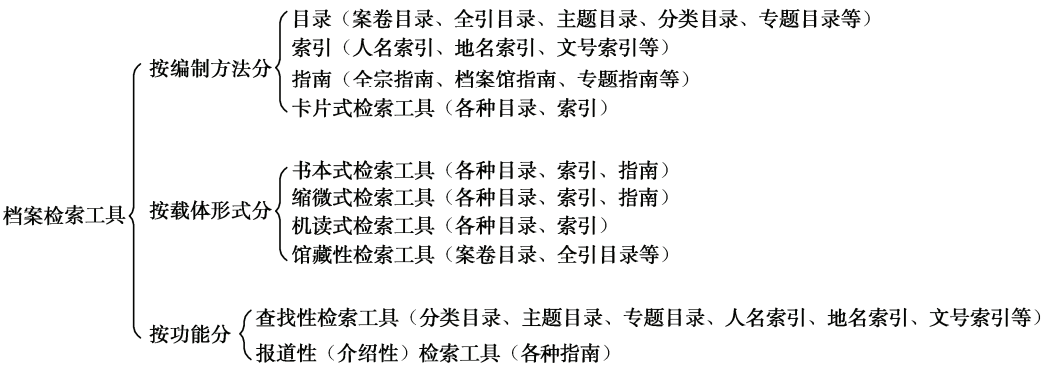 档案检索工具
按编制方法分
目录（案卷目录、全引目录、主题目录、分类目录、专题目录等）
索引（人名索引、地名索引、文号索引等）
指南（全宗指南、档案馆指南、专题指南等）
卡片式检索工具（各种目录、索引）
按载体形式分
书本式检索工具（各种目录、索引、指南）
缩微式检索工具（各种目录、索引、指南）
机读式检索工具（各种目录、索引）
馆藏性检索工具（案卷目录、全引目录等）
按功能分
查找性检索工具（分类目录、主题目录、专题目录、人名索引、地名索引、文号索引等）
报道性（介绍性）检索工具（各种指南）